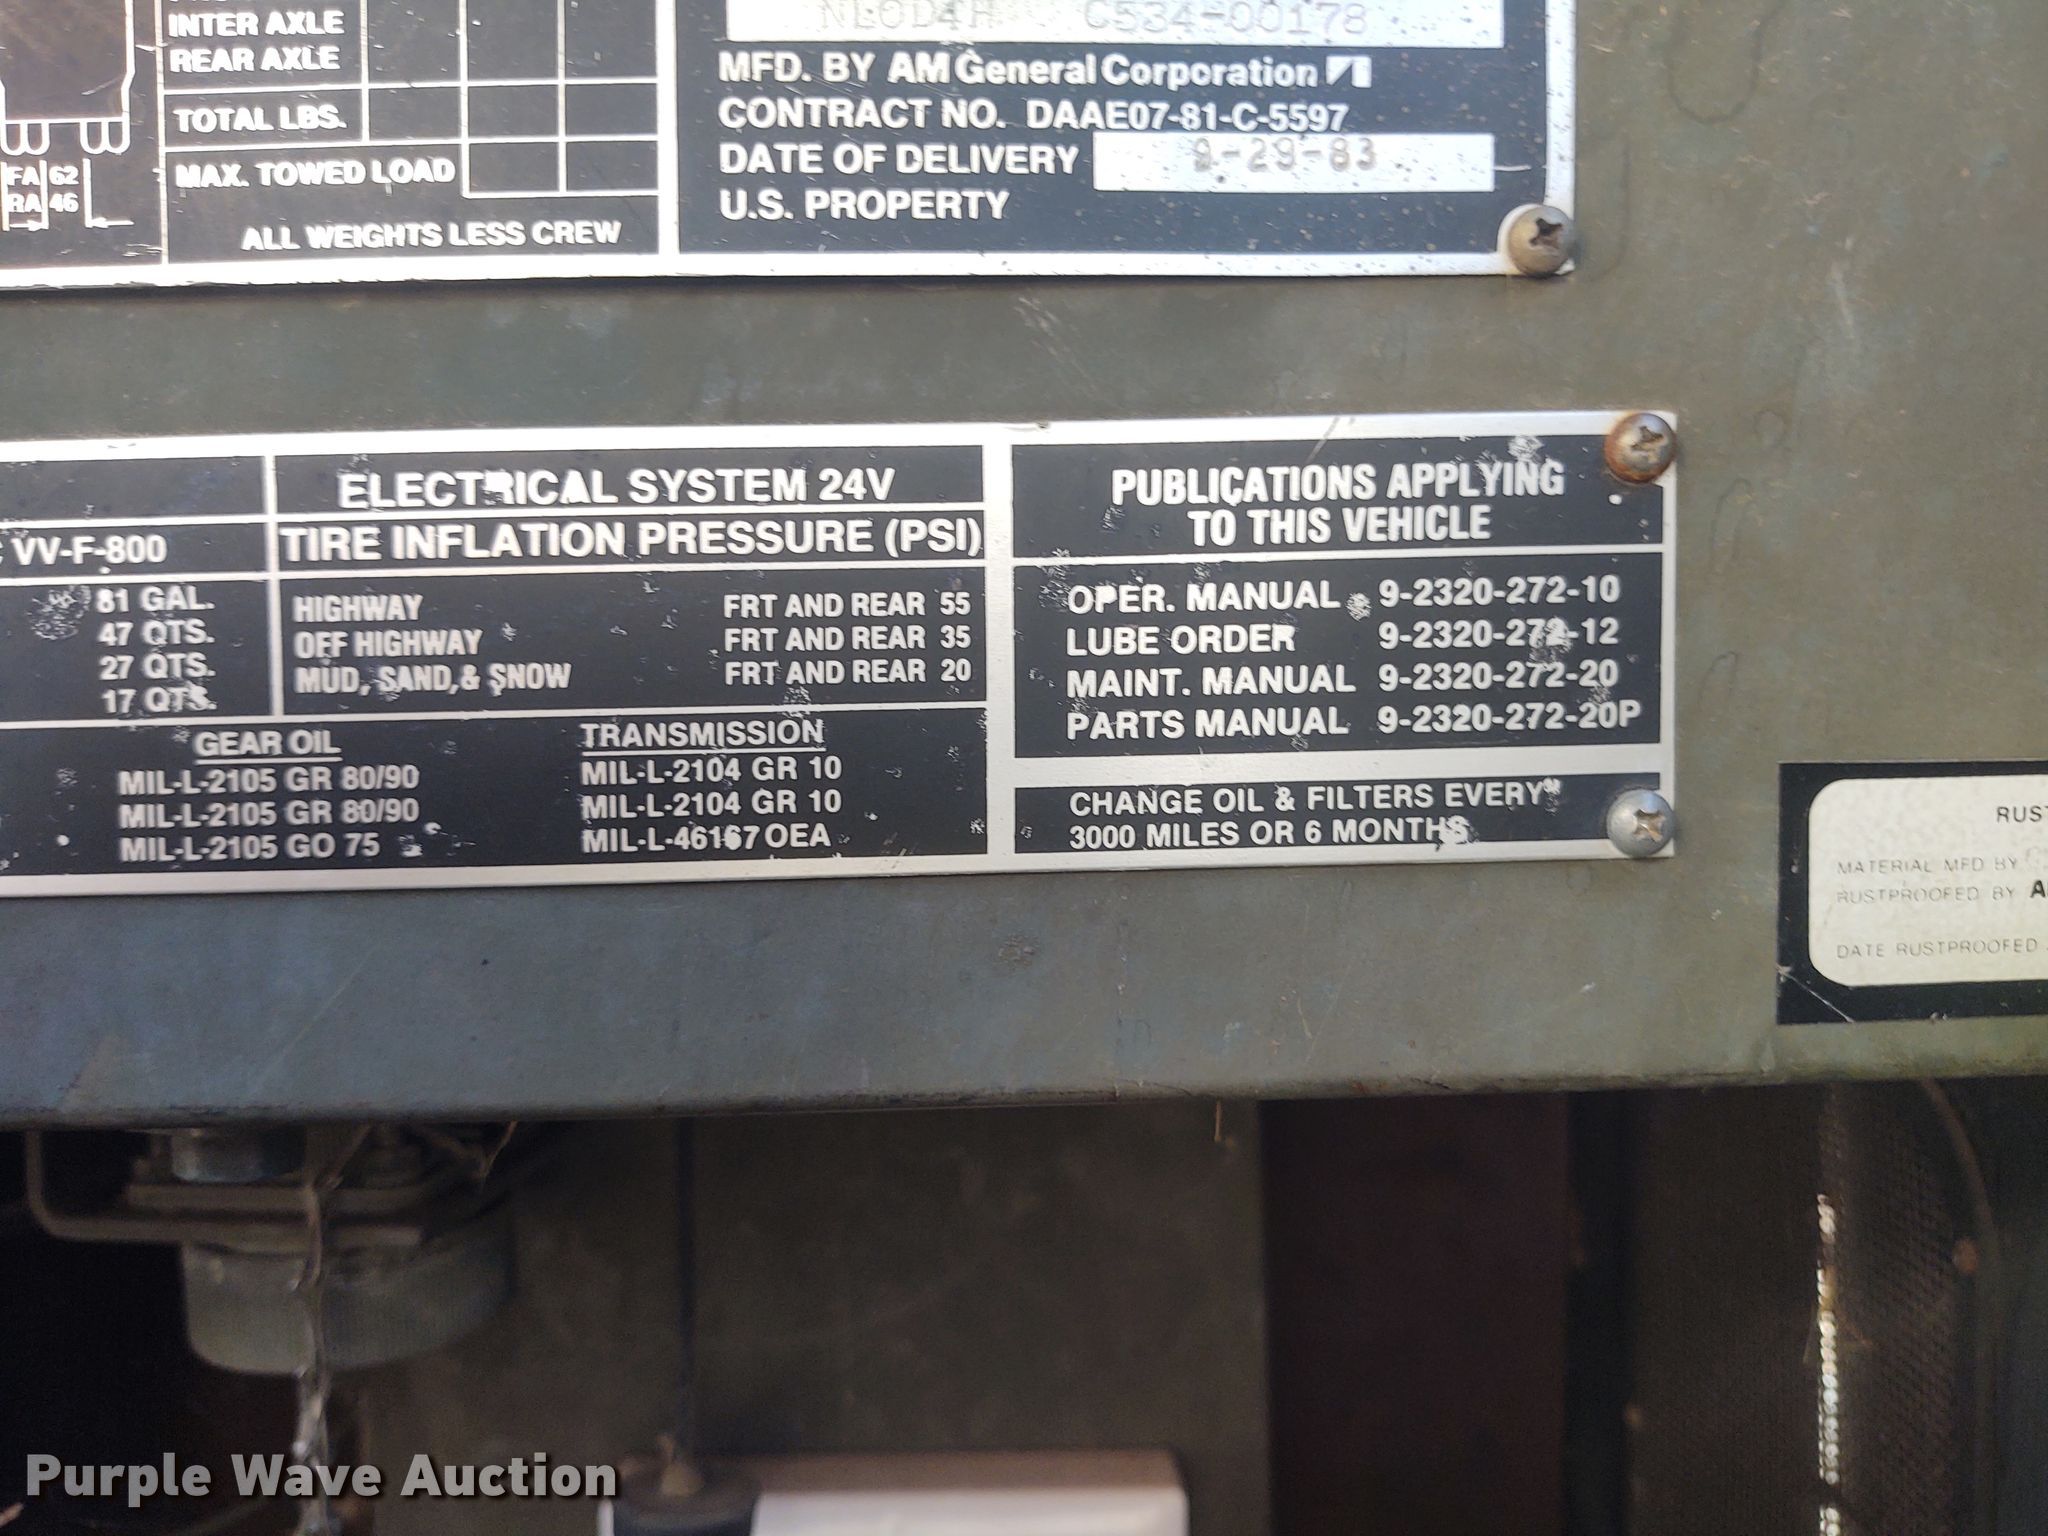 INTER AXLE
REAR AXLE
TOTAL LBS.
MAX. TOWED LOAD
ALL WEIGHTS LESS CREW
FA 62
RA 46
NL0D4H C534-00178
MFD. BY AM General Corporation
CONTRACT NO. DAAE07-81-C-5597
DATE OF DELIVERY 9-29-83
U.S. PROPERTY
VV-F-800
81 GAL.
47 QTS.
27 QTS.
17 QTS.
ELECTRICAL SYSTEM 24V
TIRE INFLATION PRESSURE (PSI)
HIGHWAY FRT AND REAR 55
OFF HIGHWAY FRT AND REAR 35
MUD, SAND, & SNOW FRT AND REAR 20
GEAR OIL
MIL-L-2105 GR 80/90
MIL-L-2105 GR 80/90
MIL-L-2105 GO 75
TRANSMISSION
MIL-L-2104 GR 10
MIL-L-2104 GR 10
MIL-L-46167 OEA
PUBLICATIONS APPLYING
TO THIS VEHICLE
OPER. MANUAL 9-2320-272-10
LUBE ORDER 9-2320-272-12
MAINT. MANUAL 9-2320-272-20
PARTS MANUAL 9-2320-272-20P
CHANGE OIL & FILTERS EVERY
3000 MILES OR 6 MONTHS
RUST
MATERIAL MFD BY
RUSTPROOFED BY
DATE RUSTPROOFED
Purple Wave Auction